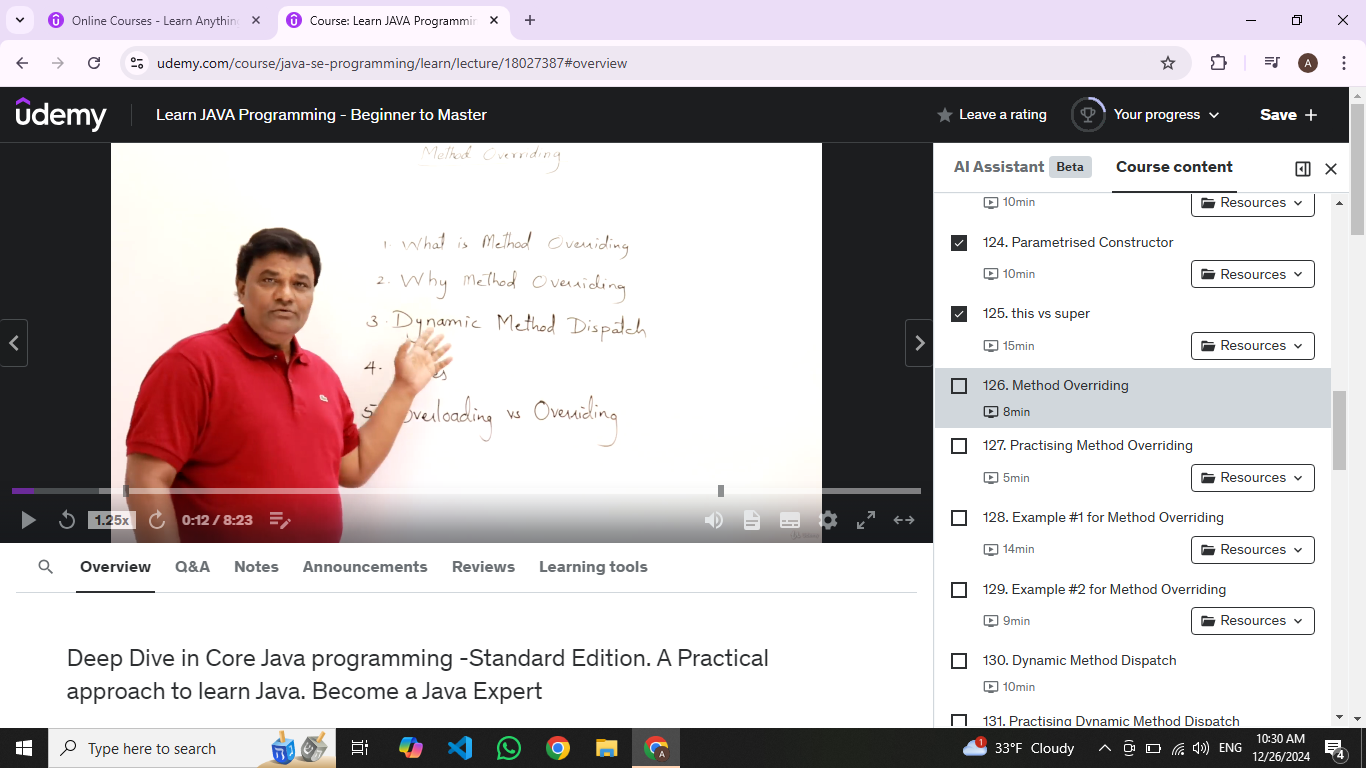 Online Courses - Learn Anythin
Course: Learn JAVA Programmin
udemy.com/course/java-se-programming/learn/lecture/18027387#overview
A
ûdemy
Learn JAVA Programming - Beginner to Master
Leave a rating
Your progress
Save +
Method Overriding
1. What is Method Overriding
2. Why Method Overriding
3. Dynamic Method Dispatch
4.
5. Overloading vs Overriding
1.25x
0:12 / 8:23
AI Assistant Beta
Course content
10min
Resources
124. Parametrised Constructor
10min
Resources
125. this vs super
15min
Resources
126. Method Overriding
8min
127. Practising Method Overriding
5min
Resources
128. Example #1 for Method Overriding
14min
Resources
129. Example #2 for Method Overriding
9min
Resources
130. Dynamic Method Dispatch
10min
131. Practising Dynamic Method Dispatch
Overview
Q&A
Notes
Announcements
Reviews
Learning tools
Deep Dive in Core Java programming -Standard Edition. A Practical
approach to learn Java. Become a Java Expert
Type here to search
A
1
33°F Cloudy
ENG
10:30 AM
12/26/2024
4